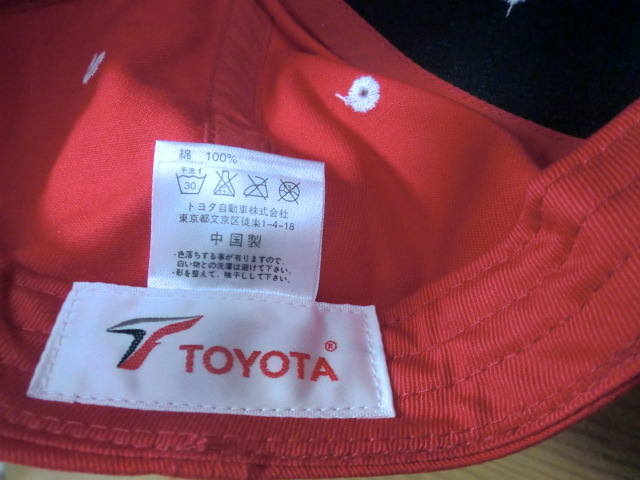 綿 100%
手洗イ
30
トヨタ自動車株式会社
東京都文京区後楽1-4-18
中国製
・色落ちする事が有りますので、
白い物との洗濯は避けて下さい。
・形を整えて、陰干しして下さい。
TOYOTA®